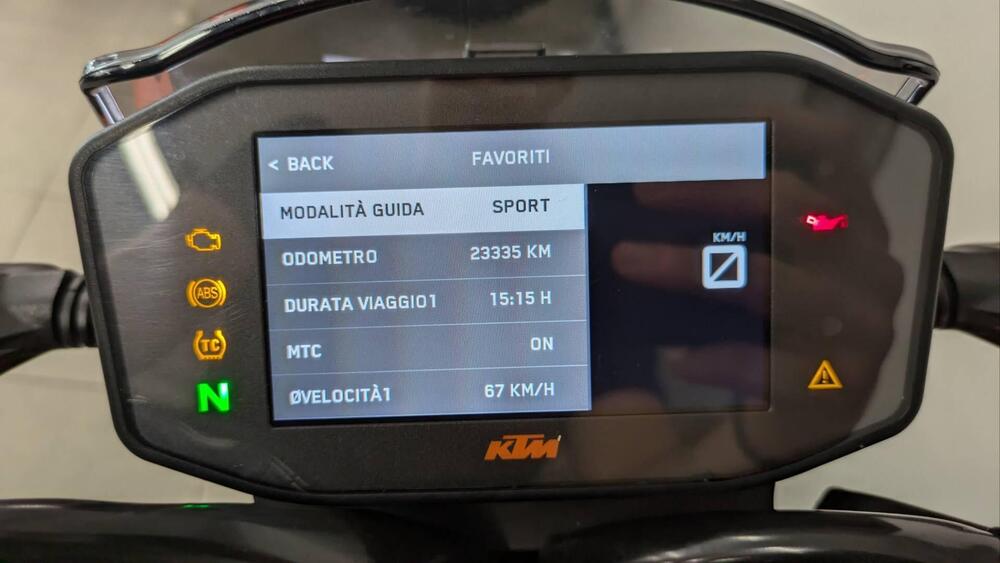 < BACK FAVORITI
MODALITÀ GUIDA SPORT
ODOMETRO 23335 KM
DURATA VIAGGIO1 15:15 H
MTC ON
ØVELOCITÀ1 67 KM/H
KM/H
0
ABS
TC
N
KTM